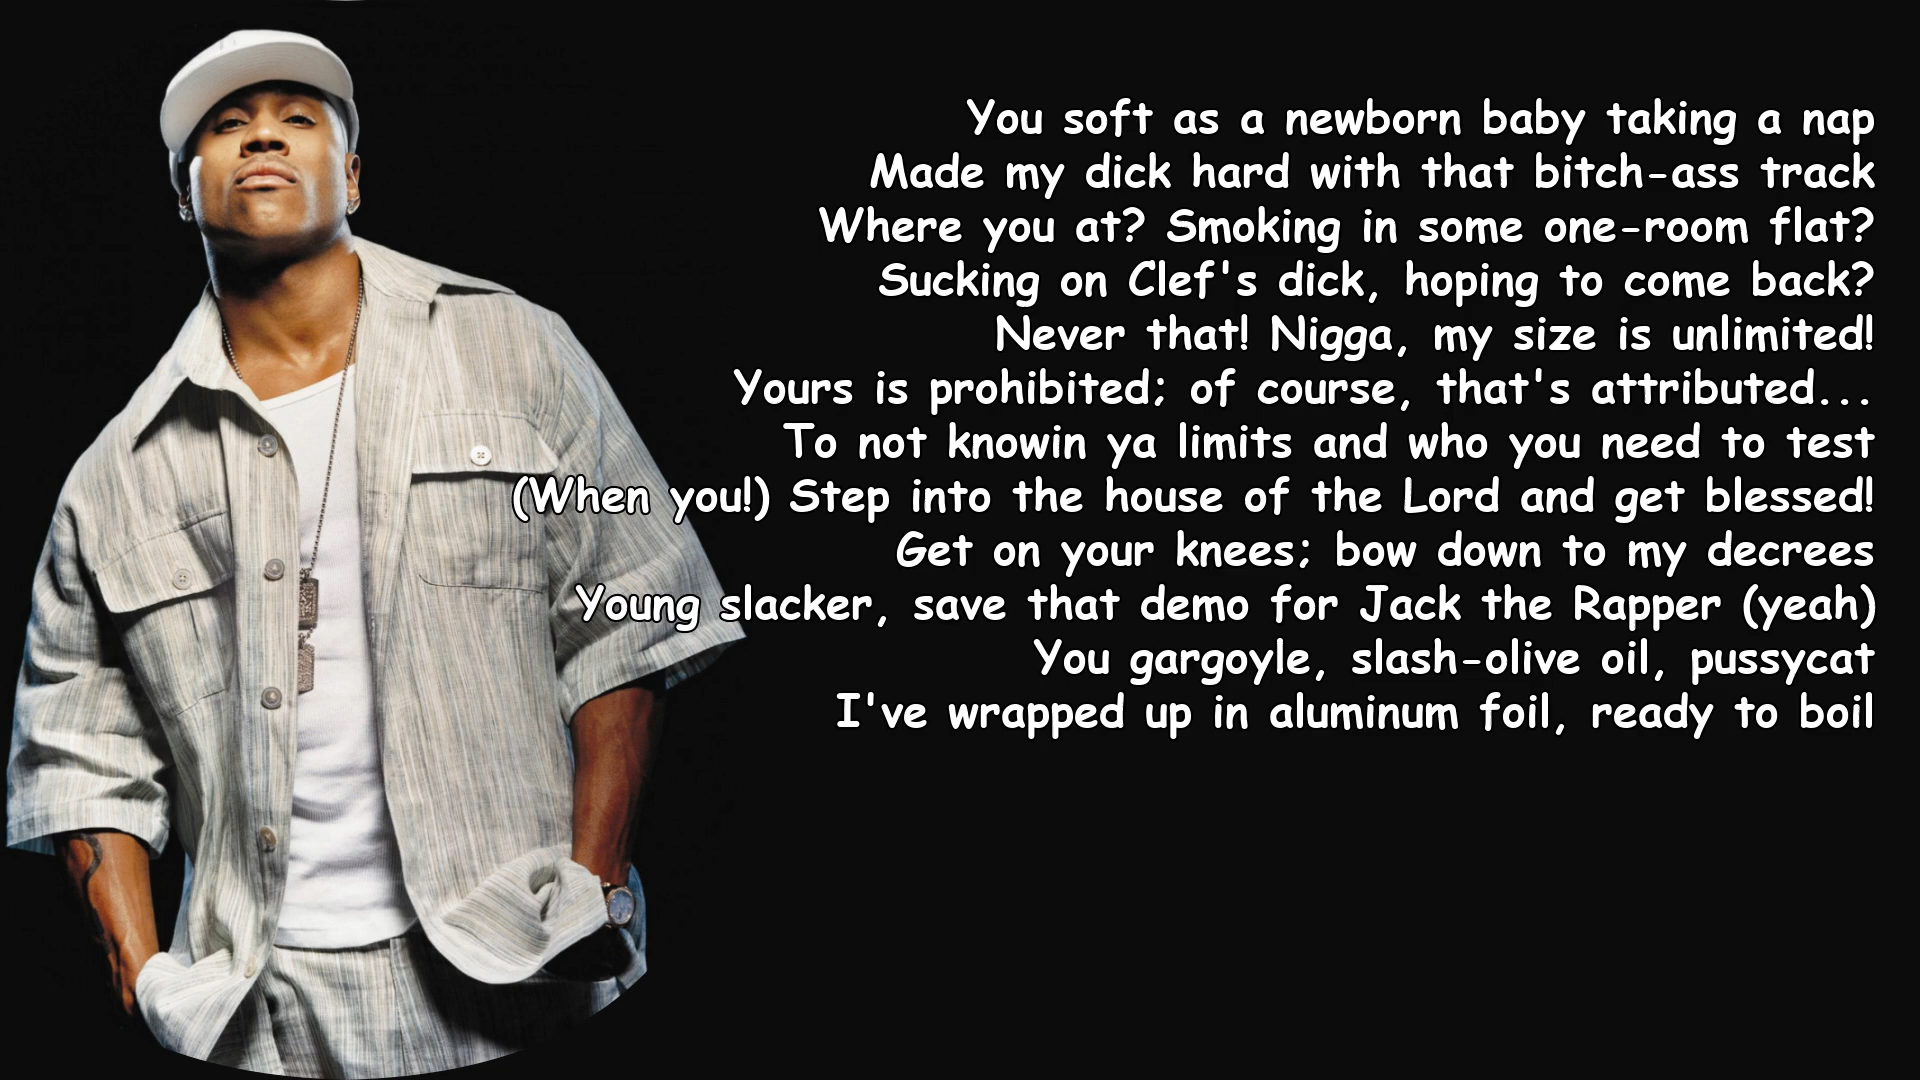 You soft as a newborn baby taking a nap
Made my dick hard with that bitch-ass track
Where you at? Smoking in some one-room flat?
Sucking on Clef's dick, hoping to come back?
Never that! Nigga, my size is unlimited!
Yours is prohibited; of course, that's attributed...
To not knowin ya limits and who you need to test
(When you!) Step into the house of the Lord and get blessed!
Get on your knees; bow down to my decrees
Young slacker, save that demo for Jack the Rapper (yeah)
You gargoyle, slash-olive oil, pussycat
I've wrapped up in aluminum foil, ready to boil